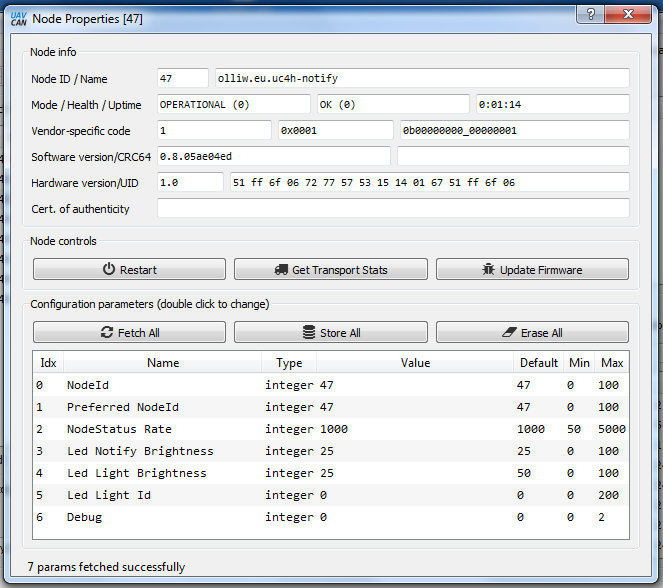 UAV CAN Node Properties [47]
Node info
Node ID / Name 47 olliw.eu.uc4h-notify
Mode / Health / Uptime OPERATIONAL (0) OK (0) 0:01:14
Vendor-specific code 1 0x0001 0b00000000_00000001
Software version/CRC64 0.8.05ae04ed
Hardware version/UID 1.0 51 ff 6f 06 72 77 57 53 15 14 01 67 51 ff 6f 06
Cert. of authenticity
Node controls
Restart Get Transport Stats Update Firmware
Configuration parameters (double click to change)
Fetch All Store All Erase All
Idx Name Type Value Default Min Max
0 NodeId integer 47 47 0 100
1 Preferred NodeId integer 47 47 0 100
2 NodeStatus Rate integer 1000 1000 50 5000
3 Led Notify Brightness integer 25 25 0 100
4 Led Light Brightness integer 25 50 0 100
5 Led Light Id integer 0 0 0 200
6 Debug integer 0 0 0 2
7 params fetched successfully